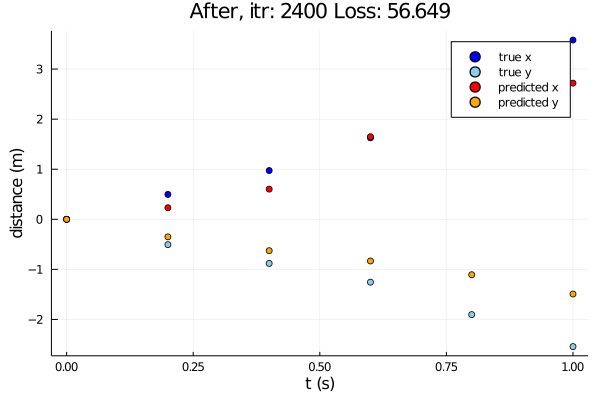 After, itr: 2400 Loss: 56.649
distance (m)
3
2
1
0
−1
−2
true x
true y
predicted x
predicted y
0.00 0.25 0.50 0.75 1.00
t (s)